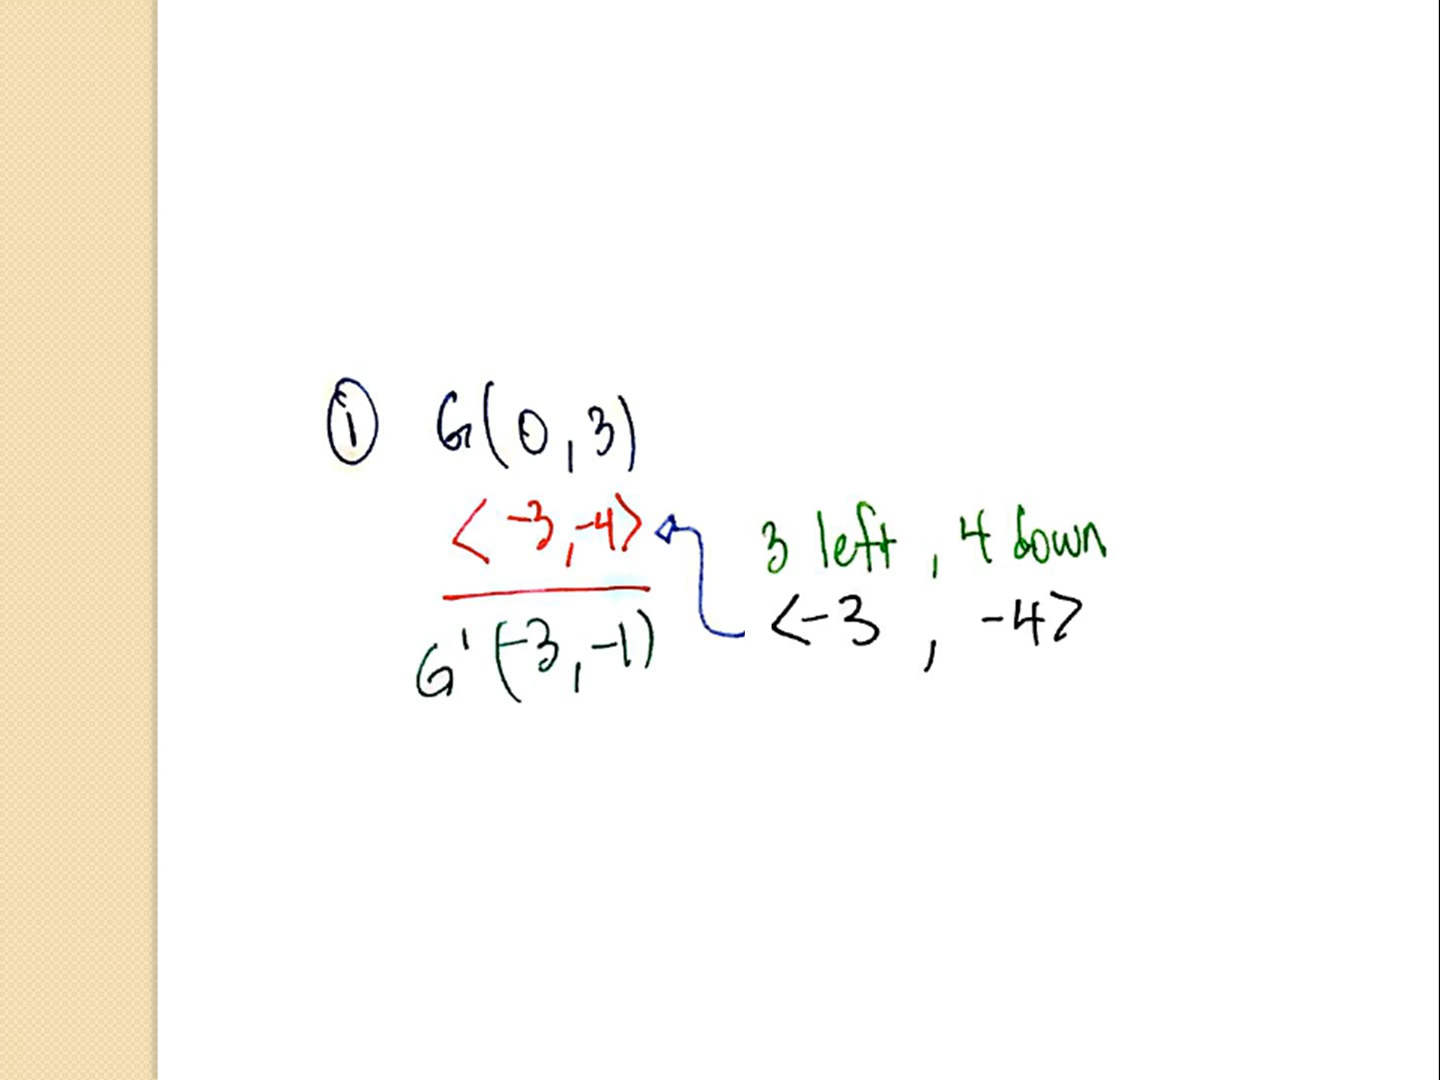 ① G(0,3)
<-3,-4>
3 left, 4 down
<-3, -4>
G'(-3,-1)